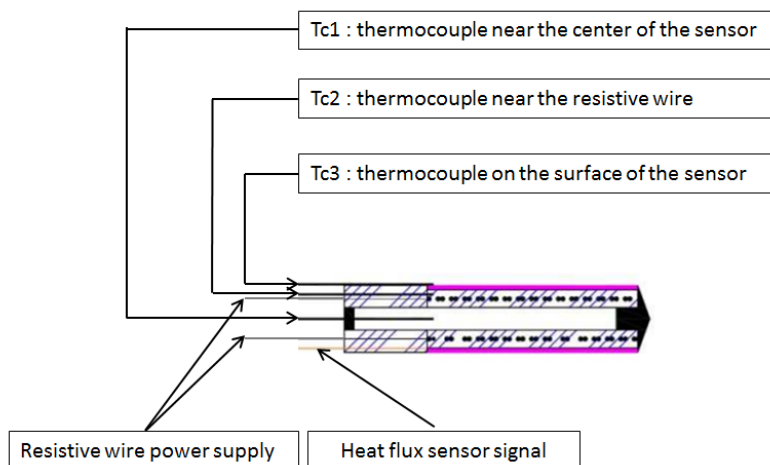 Tc1 : thermocouple near the center of the sensor
Tc2 : thermocouple near the resistive wire
Tc3 : thermocouple on the surface of the sensor
Resistive wire power supply
Heat flux sensor signal